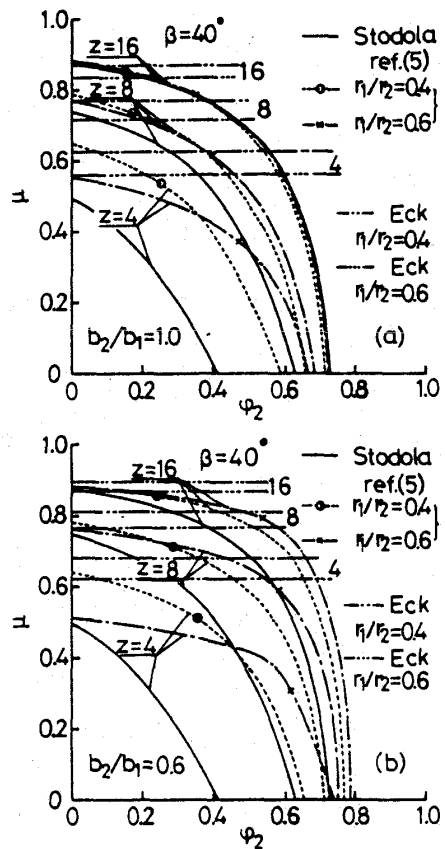 1.0
0.8
0.6
0.4
0.2
0
μ
z=16
β=40°
z=8
z=4
16
8
4
Stodola
ref.(5)
r₁/r₂=0.4
r₁/r₂=0.6
Eck
r₁/r₂=0.4
Eck
r₁/r₂=0.6
b₂/b₁=1.0
(a)
0 0.2 0.4 0.6 0.8 1.0
φ₂
1.0
0.8
0.6
0.4
0.2
0
μ
z=16
β=40°
z=8
z=4
16
8
4
Stodola
ref.(5)
r₁/r₂=0.4
r₁/r₂=0.6
Eck
r₁/r₂=0.4
Eck
r₁/r₂=0.6
b₂/b₁=0.6
(b)
0 0.2 0.4 0.6 0.8 1.0
φ₂